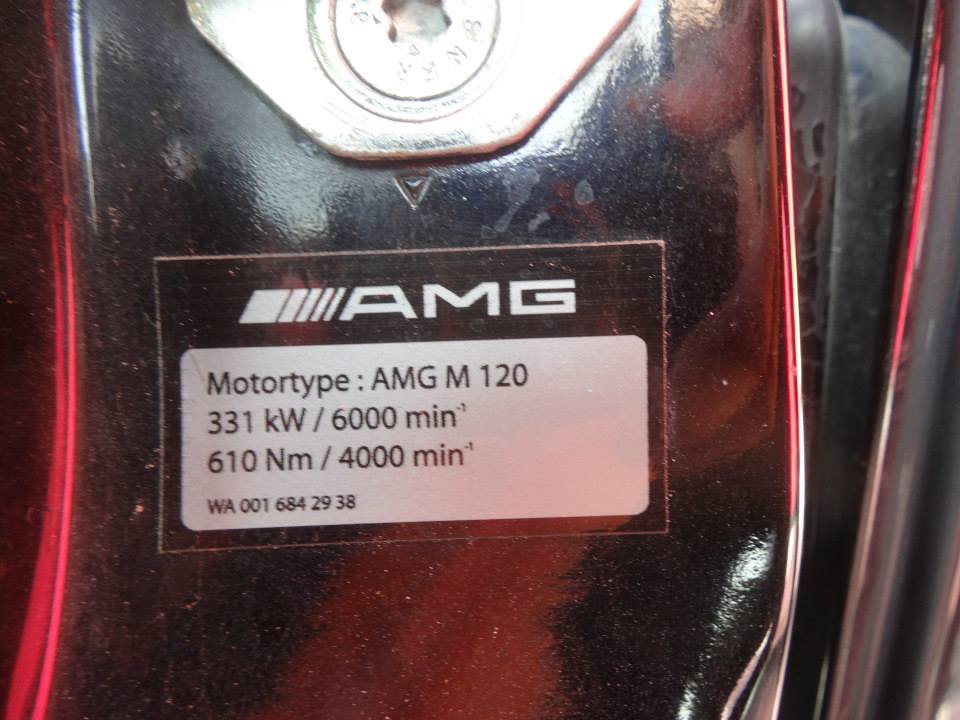 AMG
Motortype : AMG M 120
331 kW / 6000 min⁻¹
610 Nm / 4000 min⁻¹
WA 001 684 29 38